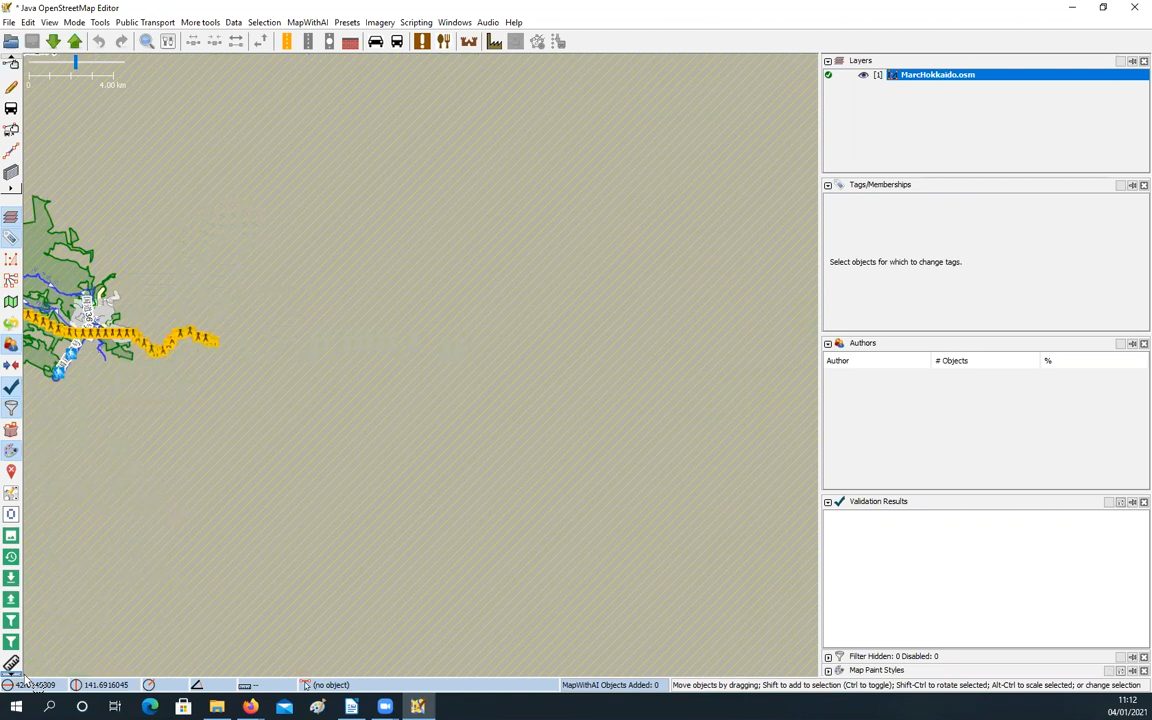 * Java OpenStreetMap Editor
File Edit View Mode Tools Public Transport More tools Data Selection MapWithAI Presets Imagery Scripting Windows Audio Help
0 4.00 km
Layers
[1] MarcHokkaido.osm
Tags/Memberships
Select objects for which to change tags.
Authors
Author # Objects %
Validation Results
Filter Hidden: 0 Disabled: 0
Map Paint Styles
141.6916045 -- (no object) MapWithAI Objects Added: 0 Move objects by dragging; Shift to add to selection (Ctrl to toggle); Shift-Ctrl to rotate selected; Alt-Ctrl to scale selected; or change selection
11:12
04/01/2021